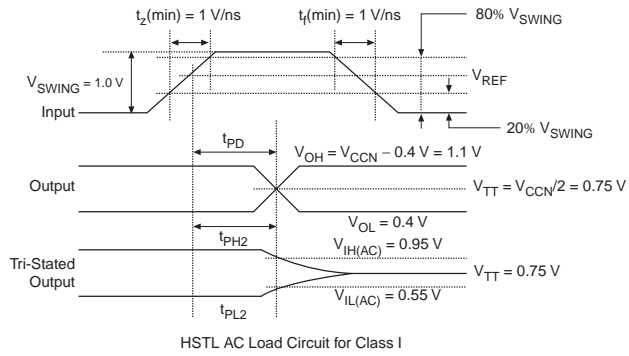 t_z(min) = 1 V/ns
t_f(min) = 1 V/ns
80% V_SWING
V_SWING = 1.0 V
V_REF
Input
20% V_SWING
t_PD
V_OH = V_CCN – 0.4 V = 1.1 V
Output
V_TT = V_CCN/2 = 0.75 V
V_OL = 0.4 V
t_PH2
V_IH(AC) = 0.95 V
Tri-Stated
Output
V_TT = 0.75 V
V_IL(AC) = 0.55 V
t_PL2
HSTL AC Load Circuit for Class I